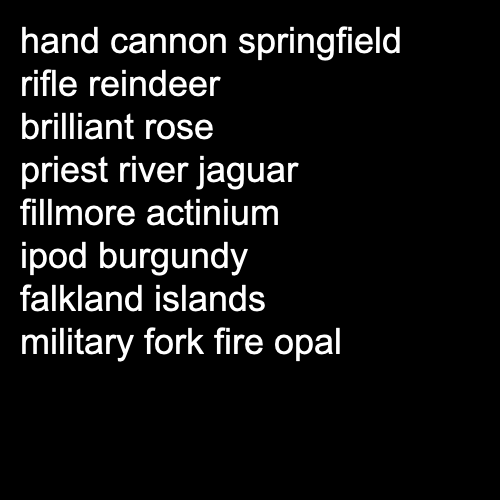 hand cannon springfield
rifle reindeer
brilliant rose
priest river jaguar
fillmore actinium
ipod burgundy
falkland islands
military fork fire opal